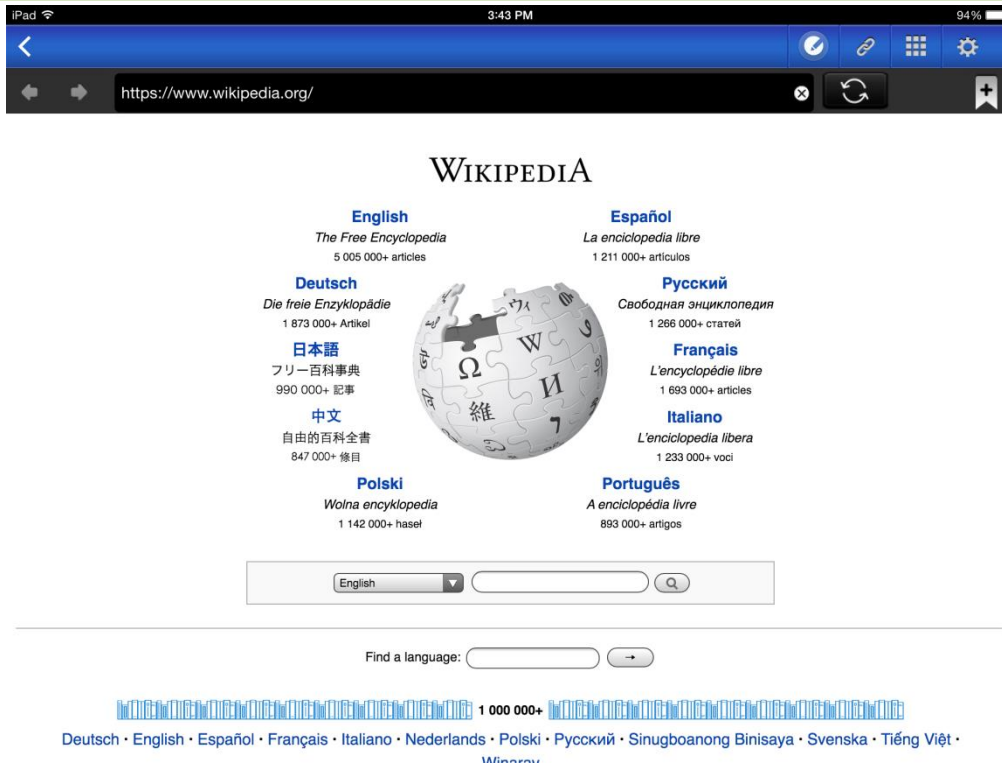 iPad 3:43 PM 94%
https://www.wikipedia.org/
WIKIPEDIA
English
The Free Encyclopedia
5 005 000+ articles
Español
La enciclopedia libre
1 211 000+ artículos
Deutsch
Die freie Enzyklopädie
1 873 000+ Artikel
Русский
Свободная энциклопедия
1 266 000+ статей
日本語
フリー百科事典
990 000+ 記事
Français
L'encyclopédie libre
1 693 000+ articles
中文
自由的百科全書
847 000+ 條目
Italiano
L'enciclopedia libera
1 233 000+ voci
Polski
Wolna encyklopedia
1 142 000+ haseł
Português
A enciclopédia livre
893 000+ artigos
Ω W И 維 7 ウィ
English
Find a language: →
1 000 000+
Deutsch · English · Español · Français · Italiano · Nederlands · Polski · Русский · Sinugboanong Binisaya · Svenska · Tiếng Việt ·
Winaray